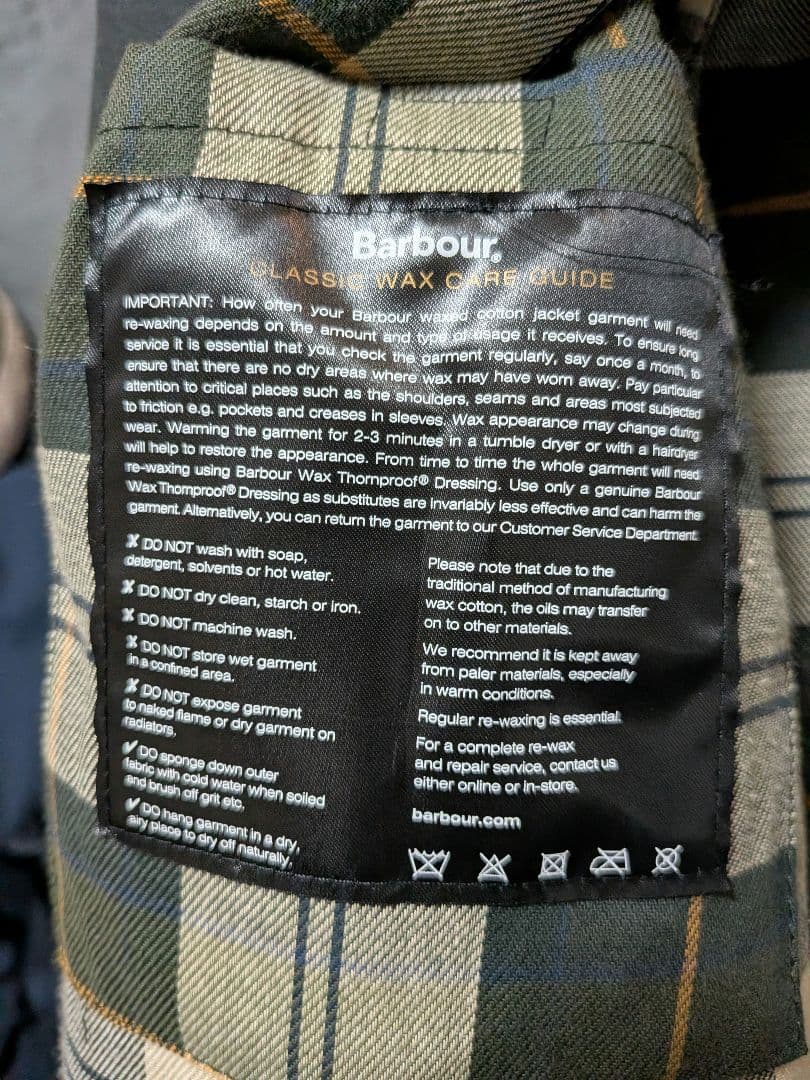 Barbour®
CLASSIC WAX CARE GUIDE
IMPORTANT: How often your Barbour waxed cotton jacket garment will need
re-waxing depends on the amount and type of usage it receives. To ensure long
service it is essential that you check the garment regularly, say once a month, to
ensure that there are no dry areas where wax may have worn away. Pay particular
attention to critical places such as the shoulders, seams and areas most subjected
to friction e.g. pockets and creases in sleeves. Wax appearance may change during
wear. Warming the garment for 2-3 minutes in a tumble dryer or with a hairdryer
will help to restore the appearance. From time to time the whole garment will need
re-waxing using Barbour Wax Thornproof® Dressing. Use only a genuine Barbour
Wax Thornproof® Dressing as substitutes are invariably less effective and can harm the
garment. Alternatively, you can return the garment to our Customer Service Department.
✗ DO NOT wash with soap,
detergent, solvents or hot water.
✗ DO NOT dry clean, starch or iron.
✗ DO NOT machine wash.
✗ DO NOT store wet garment
in a confined area.
✗ DO NOT expose garment
to naked flame or dry garment on
radiators.
✓ DO sponge down outer
fabric with cold water when soiled
and brush off grit etc.
✓ DO hang garment in a dry,
airy place to dry off naturally.
Please note that due to the
traditional method of manufacturing
wax cotton, the oils may transfer
on to other materials.
We recommend it is kept away
from paler materials, especially
in warm conditions.
Regular re-waxing is essential.
For a complete re-wax
and repair service, contact us
either online or in-store.
barbour.com